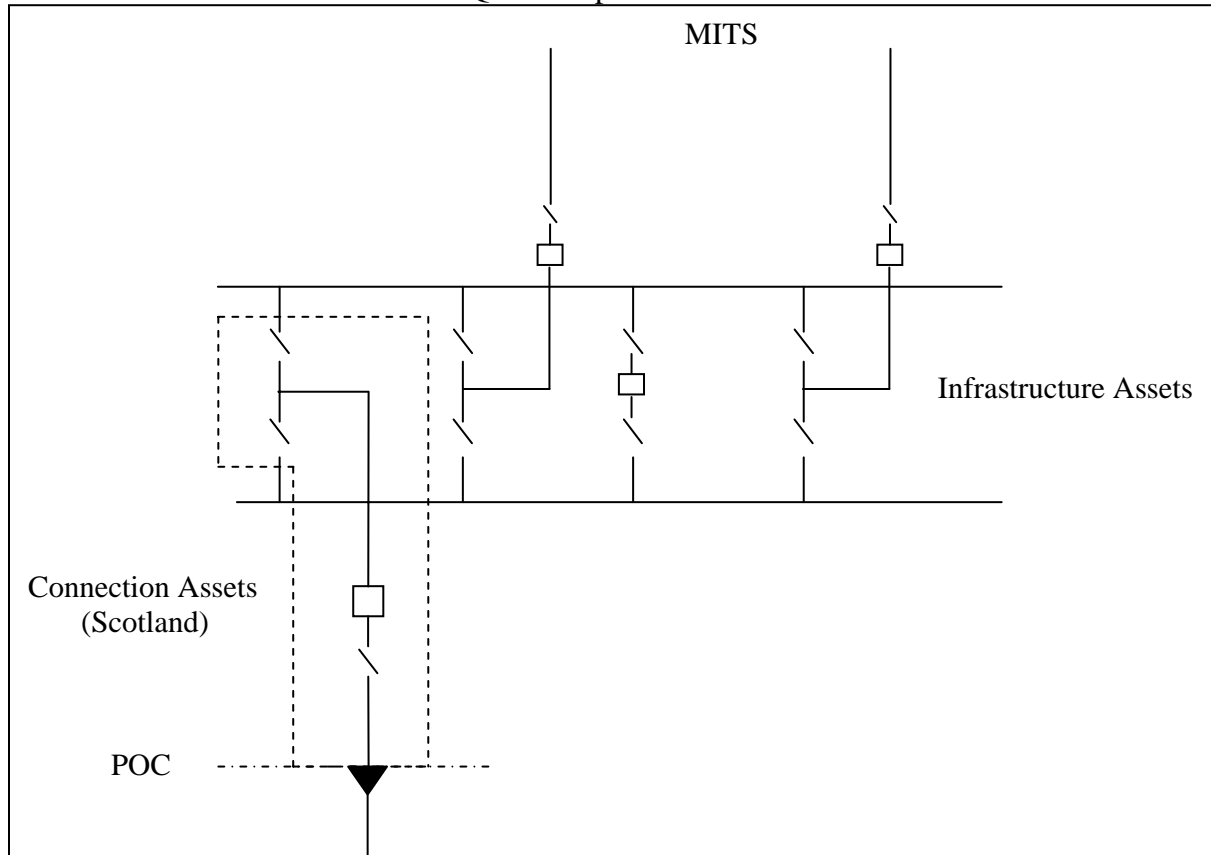 MITS
Infrastructure Assets
Connection Assets
(Scotland)
POC